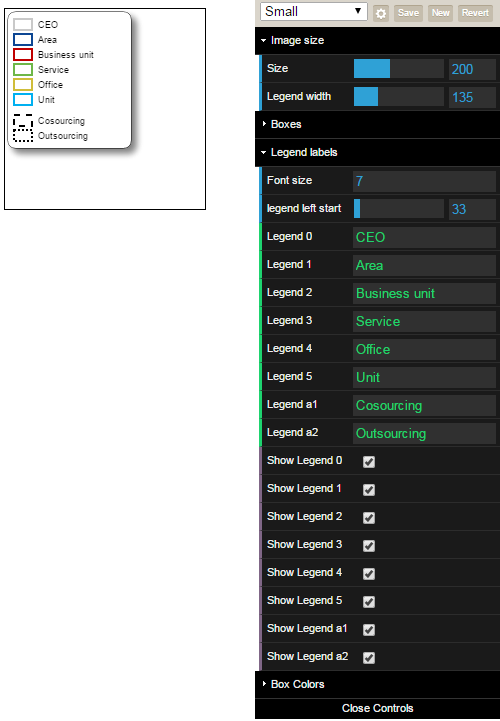 CEO
Area
Business unit
Service
Office
Unit
Cosourcing
Outsourcing
Small Save New Revert
Image size
Size 200
Legend width 135
Boxes
Legend labels
Font size 7
legend left start 33
Legend 0 CEO
Legend 1 Area
Legend 2 Business unit
Legend 3 Service
Legend 4 Office
Legend 5 Unit
Legend a1 Cosourcing
Legend a2 Outsourcing
Show Legend 0
Show Legend 1
Show Legend 2
Show Legend 3
Show Legend 4
Show Legend 5
Show Legend a1
Show Legend a2
Box Colors
Close Controls